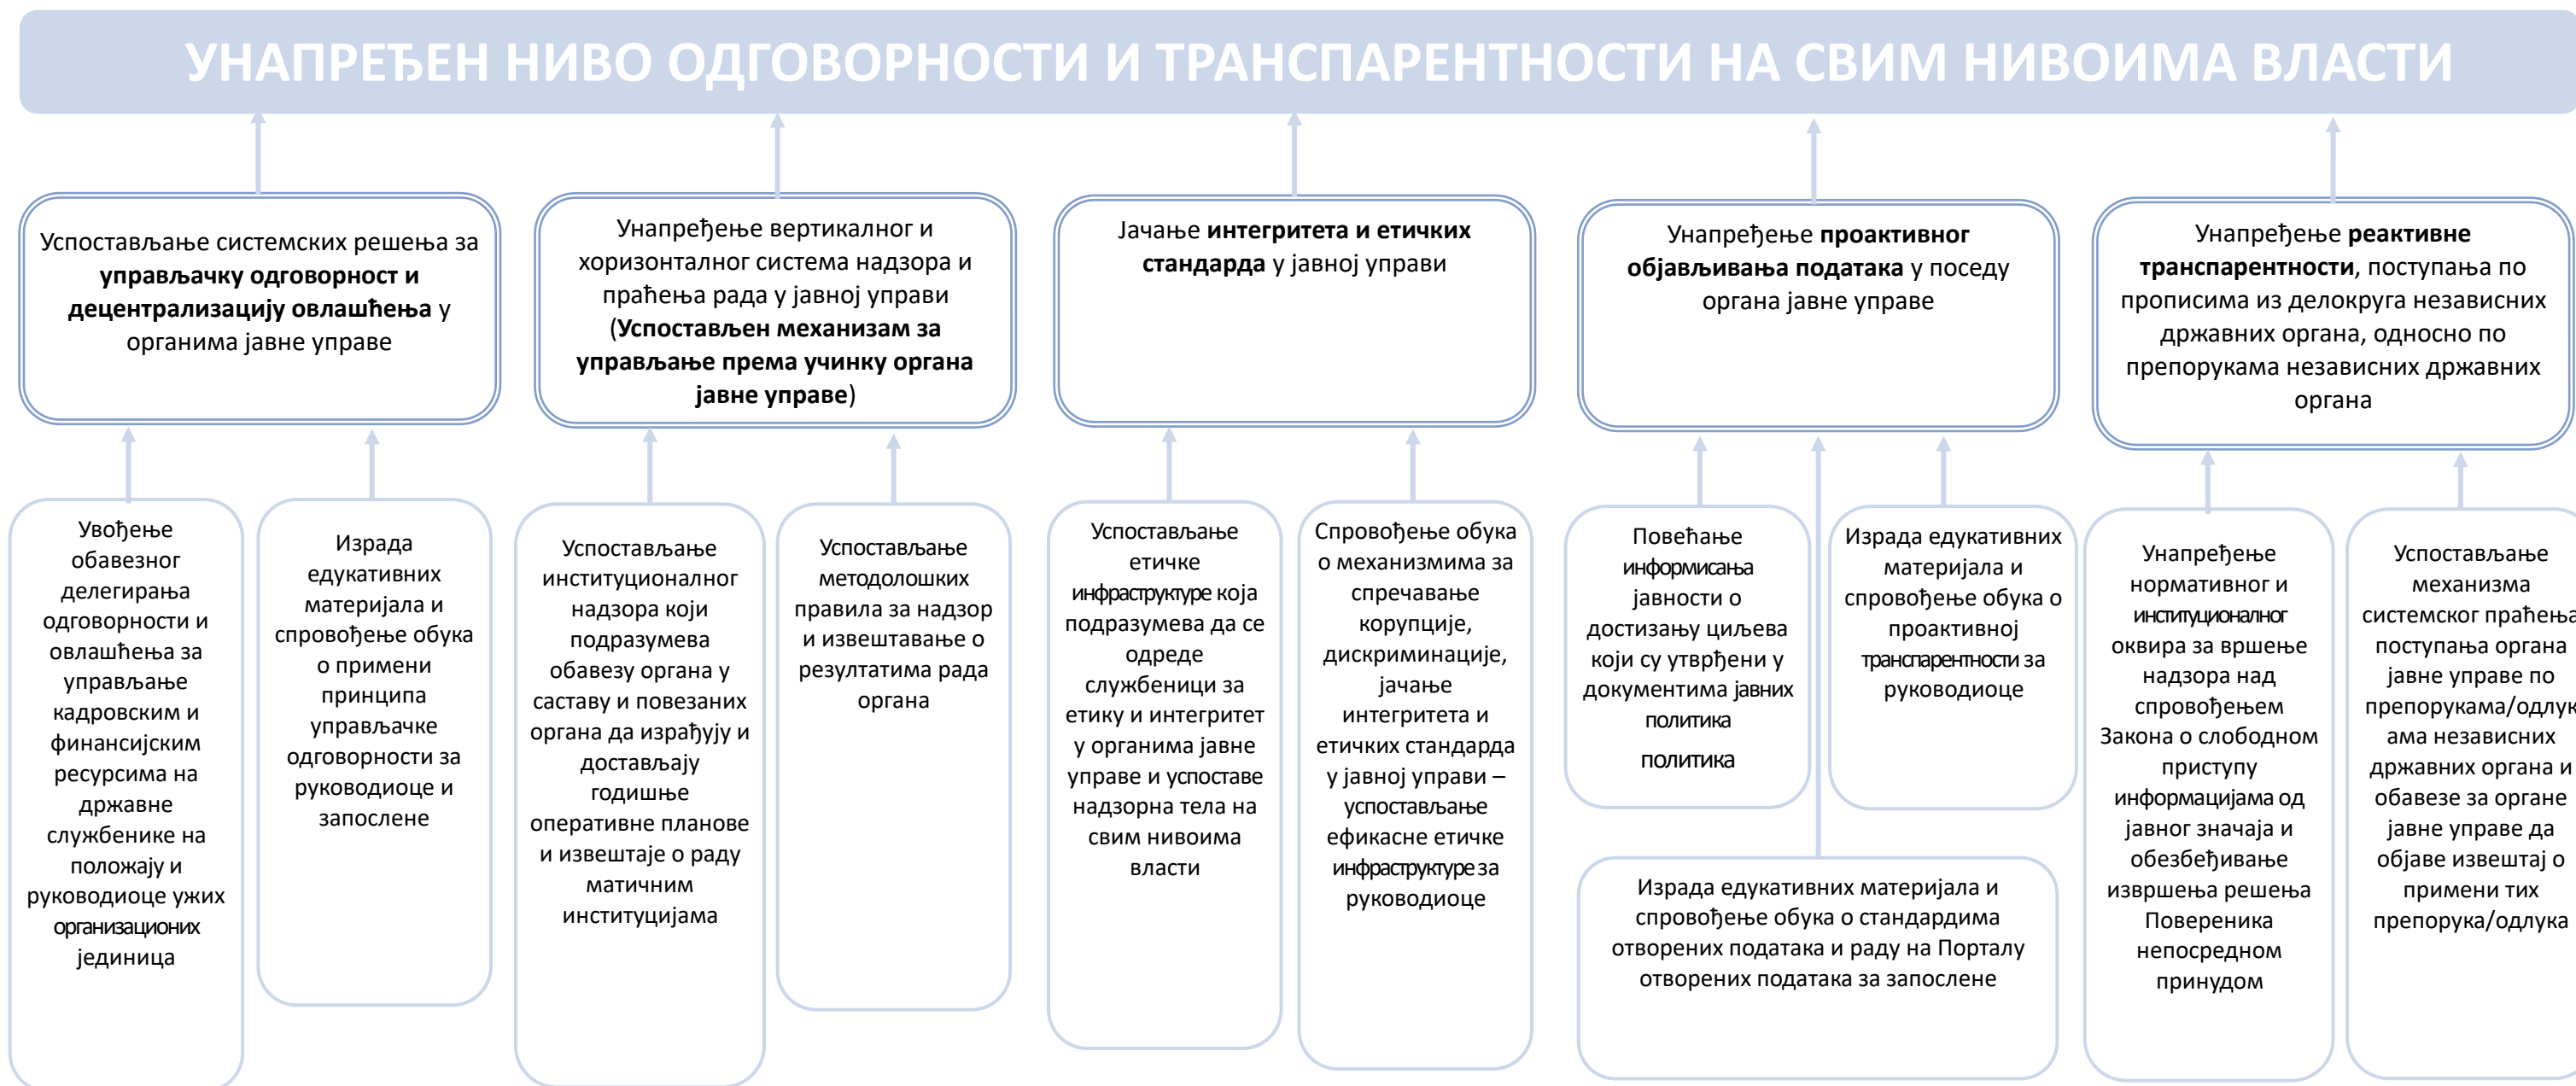 УНАПРЕЂЕН НИВО ОДГОВОРНОСТИ И ТРАНСПАРЕНТНОСТИ НА СВИМ НИВОИМА ВЛАСТИ
Успостављање системских решења за
управљачку одговорност и
децентрализацију овлашћења у
органима јавне управе
Унапређење вертикалног и
хоризонталног система надзора и
праћења рада у јавној управи
(Успостављен механизам за
управљање према учинку органа
јавне управе)
Јачање интегритета и етичких
стандарда у јавној управи
Унапређење проактивног
објављивања података у поседу
органа јавне управе
Унапређење реактивне
транспарентности, поступања по
прописима из делокруга независних
државних органа, односно по
препорукама независних државних
органа
Увођење
обавезног
делегирања
одговорности и
овлашћења за
управљање
кадровским и
финансијским
ресурсима на
државне
службенике на
положају и
руководиоце ужих
организационих
јединица
Израда
едукативних
материјала и
спровођење обука
о примени
принципа
управљачке
одговорности за
руководиоце и
запослене
Успостављање
институционалног
надзора који
подразумева
обавезу органа у
саставу и повезаних
органа да израђују и
достављају
годишње
оперативне планове
и извештаје о раду
матичним
институцијама
Успостављање
методолошких
правила за надзор
и извештавање о
резултатима рада
органа
Успостављање
етичке
инфраструктуре која
подразумева да се
одреде
службеници за
етику и интегритет
у органима јавне
управе и успоставе
надзорна тела на
свим нивоима
власти
Спровођење обука
о механизмима за
спречавање
корупције,
дискриминације,
јачање
интегритета и
етичких стандарда
у јавној управи –
успостављање
ефикасне етичке
инфраструктуре за
руководиоце
Повећање
информисања
јавности о
достизању циљева
који су утврђени у
документима јавних
политика
политика
Израда едукативних
материјала и
спровођење обука о
проактивној
транспарентности за
руководиоце
Израда едукативних материјала и
спровођење обука о стандардима
отворених података и раду на Порталу
отворених података за запослене
Унапређење
нормативног и
институционалног
оквира за вршење
надзора над
спровођењем
Закона о слободном
приступу
информацијама од
јавног значаја и
обезбеђивање
извршења решења
Повереника
непосредном
принудом
Успостављање
механизма
системског праћења
поступања органа
јавне управе по
препорукама/одлук
ама независних
државних органа и
обавезе за органе
јавне управе да
објаве извештај о
примени тих
препорука/одлука